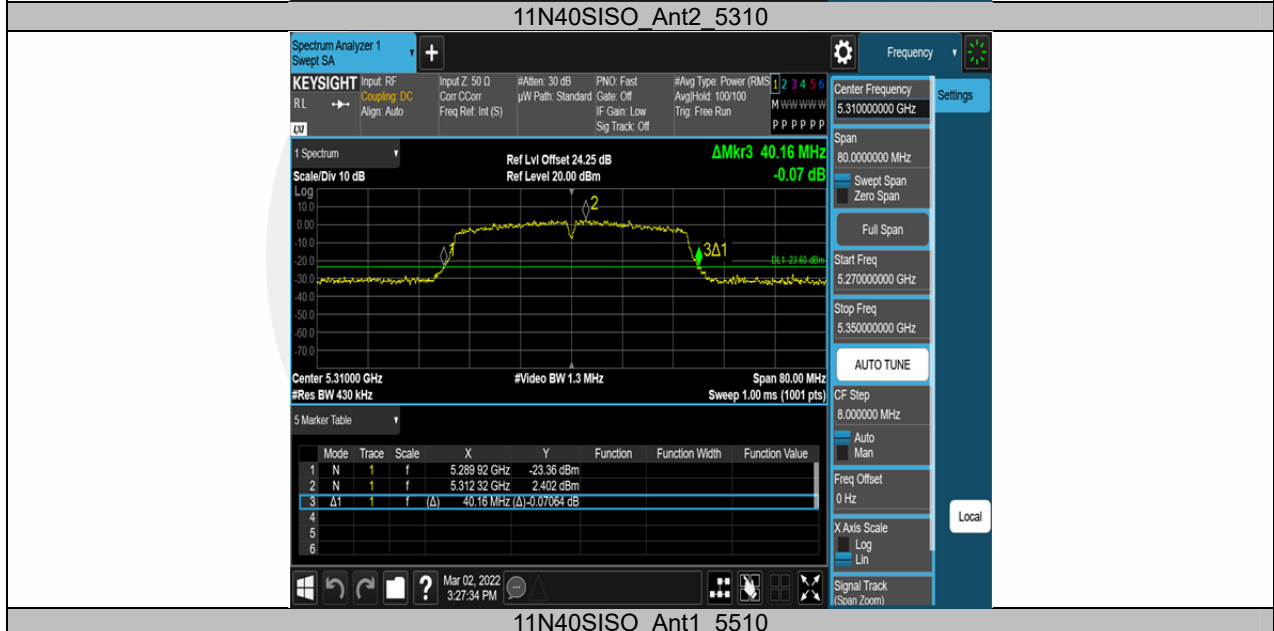 11N40SISO_Ant2_5310
Spectrum Analyzer 1
Swept SA
+
Frequency
KEYSIGHT Input: RF
RL
Coupling: DC
Align: Auto
LXI
Input Z: 50 Ω
Corr CCorr
Freq Ref: Int (S)
#Atten: 30 dB
µW Path: Standard
PNO: Fast
Gate: Off
IF Gain: Low
Sig Track: Off
#Avg Type: Power (RMS
Avg|Hold: 100/100
Trig: Free Run
1 2 3 4 5 6
M W W W W W
P P P P P P
Center Frequency
5.310000000 GHz
Settings
Span
80.0000000 MHz
Swept Span
Zero Span
Full Span
Start Freq
5.270000000 GHz
Stop Freq
5.350000000 GHz
AUTO TUNE
CF Step
8.000000 MHz
Auto
Man
Freq Offset
0 Hz
X Axis Scale
Log
Lin
Signal Track
(Span Zoom)
Local
1 Spectrum
Scale/Div 10 dB
Ref Lvl Offset 24.25 dB
Ref Level 20.00 dBm
ΔMkr3 40.16 MHz
-0.07 dB
Log
10.0
0.00
-10.0
-20.0
-30.0
-40.0
-50.0
-60.0
-70.0
1
2
3Δ1
DL1 -23.60 dBm
Center 5.31000 GHz
#Video BW 1.3 MHz
Span 80.00 MHz
#Res BW 430 kHz
Sweep 1.00 ms (1001 pts)
5 Marker Table
Mode Trace Scale X Y Function Function Width Function Value
1 N 1 f 5.289 92 GHz -23.36 dBm
2 N 1 f 5.312 32 GHz 2.402 dBm
3 Δ1 1 f (Δ) 40.16 MHz (Δ)-0.07064 dB
4
5
6
?
Mar 02, 2022
3:27:34 PM
11N40SISO_Ant1_5510